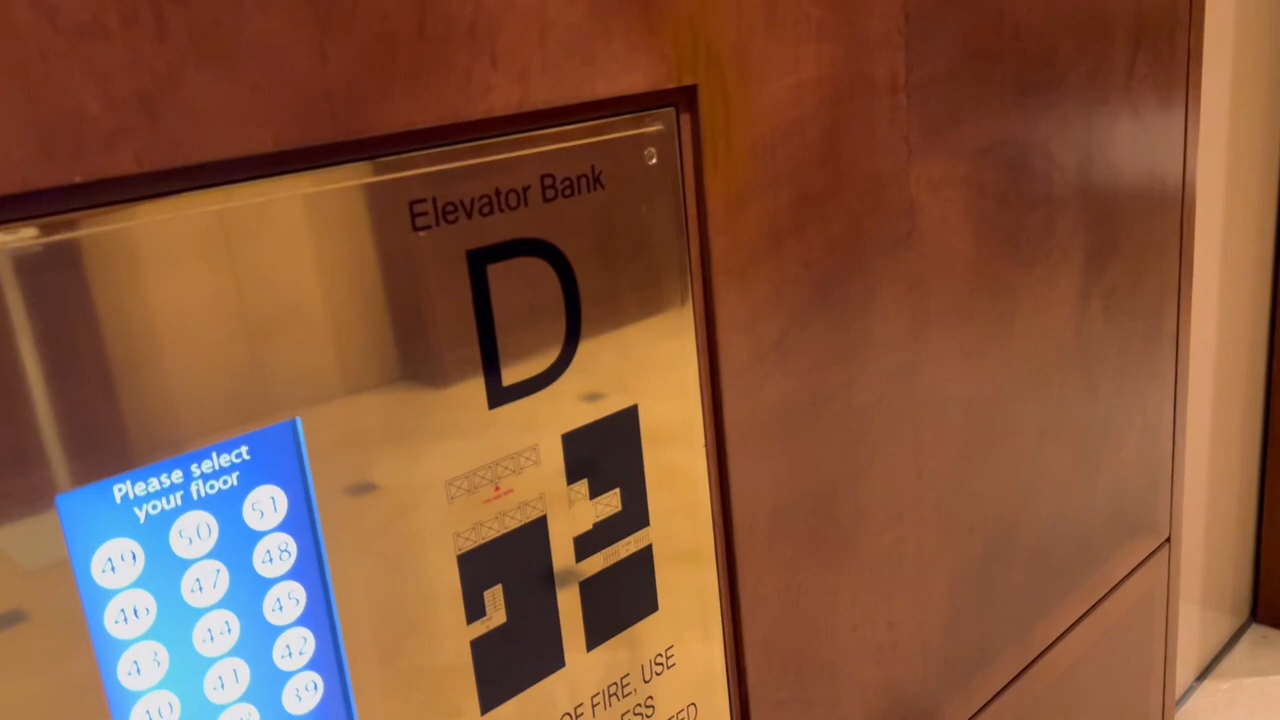 Elevator Bank
D
Please select
your floor
49 50 51
46 47 48
43 44 45
40 41 42
39
OF FIRE, USE